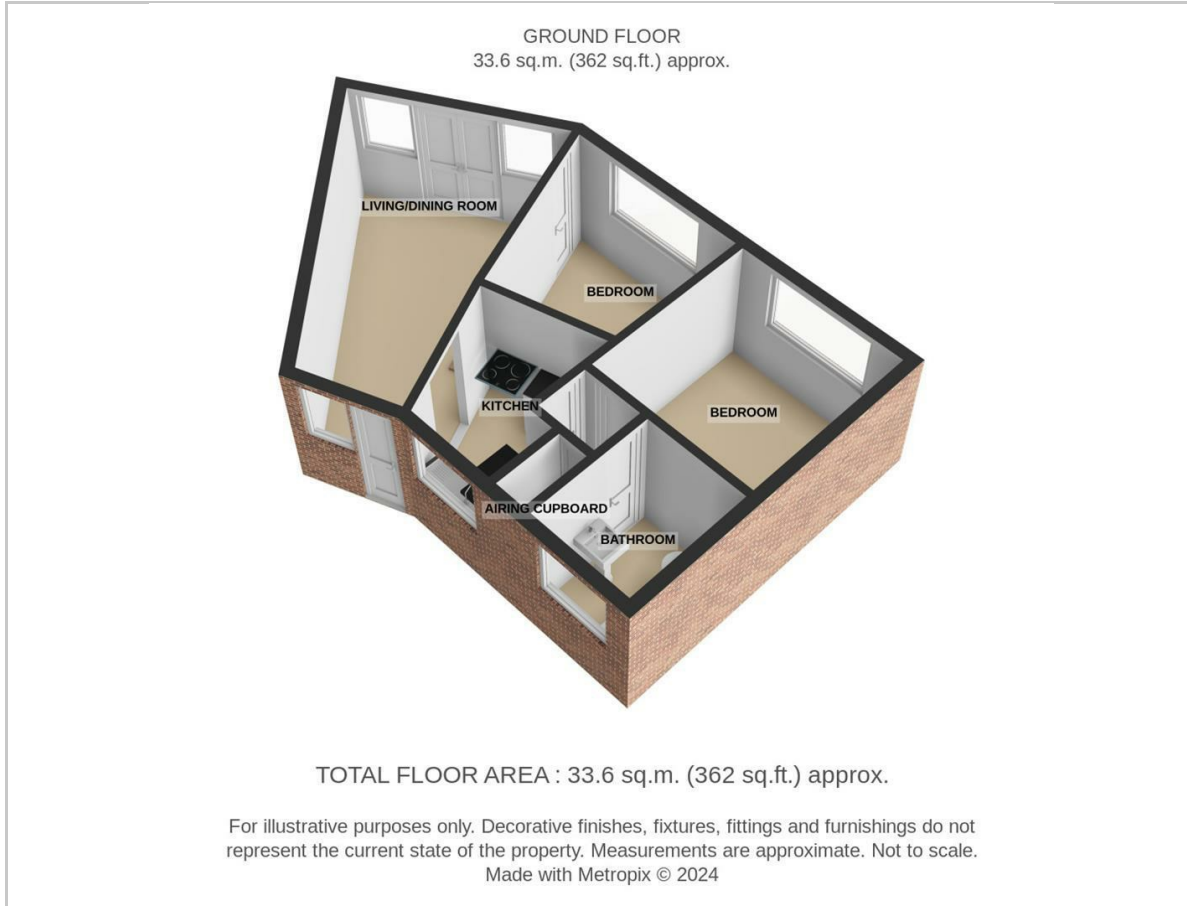 GROUND FLOOR
33.6 sq.m. (362 sq.ft.) approx.
LIVING/DINING ROOM
BEDROOM
KITCHEN
BEDROOM
AIRING CUPBOARD
BATHROOM
TOTAL FLOOR AREA : 33.6 sq.m. (362 sq.ft.) approx.
For illustrative purposes only. Decorative finishes, fixtures, fittings and furnishings do not
represent the current state of the property. Measurements are approximate. Not to scale.
Made with Metropix © 2024